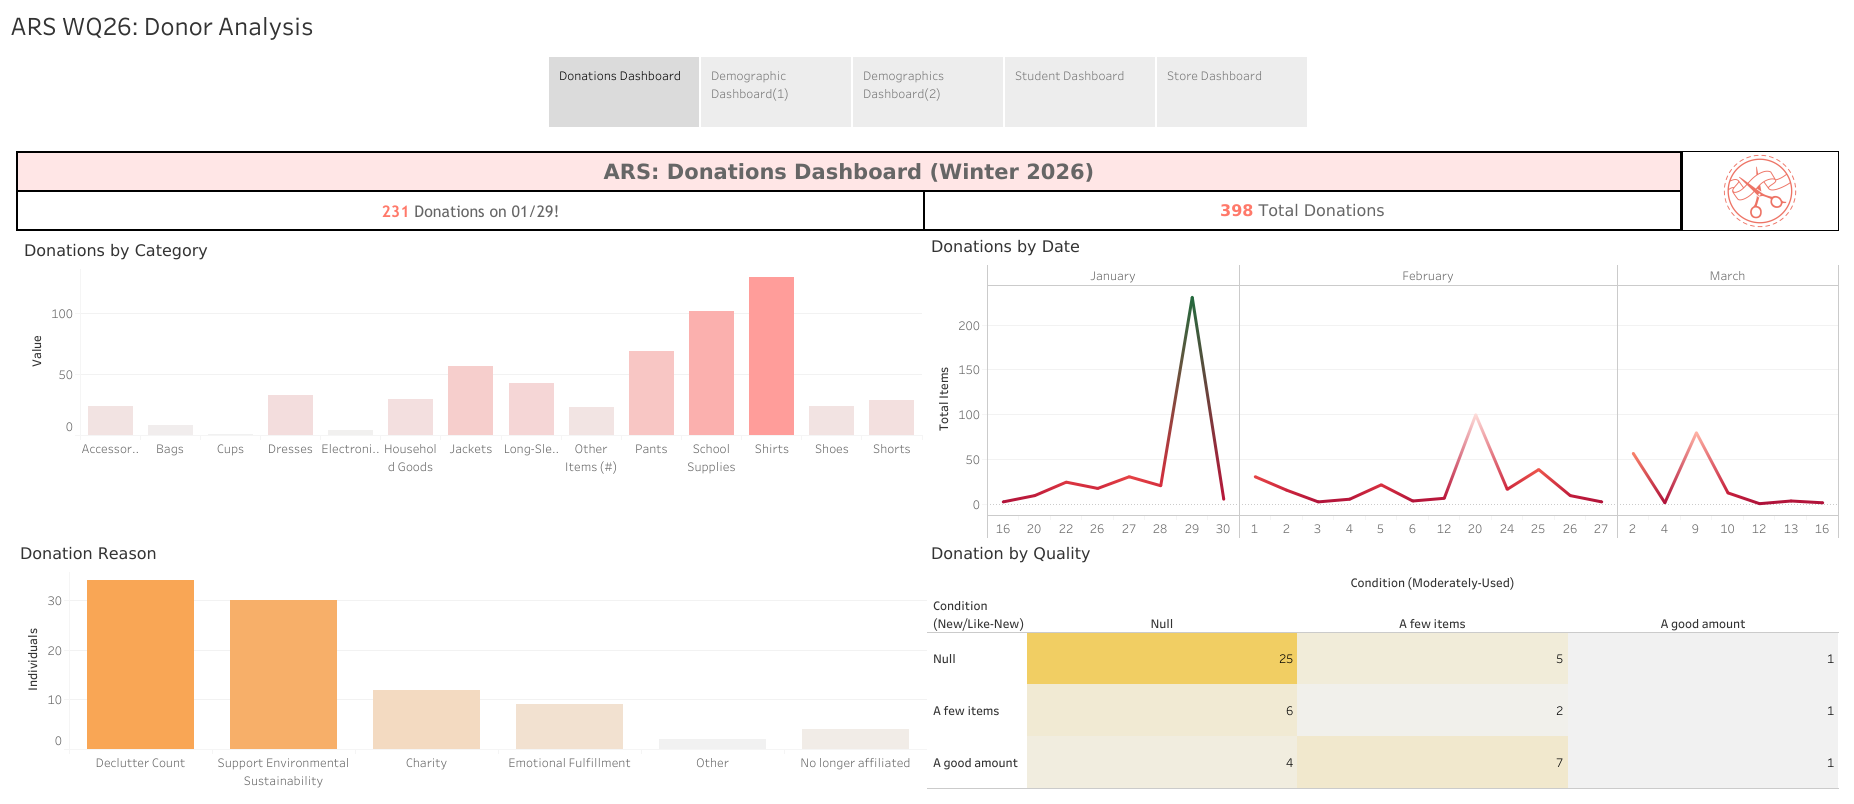 ARS WQ26: Donor Analysis
Donations Dashboard
Demographic
Dashboard(1)
Demographics
Dashboard(2)
Student Dashboard
Store Dashboard
ARS: Donations Dashboard (Winter 2026)
231 Donations on 01/29!
398 Total Donations
Donations by Category
Value
100
50
0
Accessor..
Bags
Cups
Dresses
Electroni..
Househol
d Goods
Jackets
Long-Sle..
Other
Items (#)
Pants
School
Supplies
Shirts
Shoes
Shorts
Donations by Date
January
February
March
Total Items
200
150
100
50
0
16 20 22 26 27 28 29 30 1 2 3 4 5 6 12 20 24 25 26 27 2 4 9 10 12 13 16
Donation Reason
Individuals
30
20
10
0
Declutter Count
Support Environmental
Sustainability
Charity
Emotional Fulfillment
Other
No longer affiliated
Donation by Quality
Condition (Moderately-Used)
Condition
(New/Like-New)
Null
A few items
A good amount
Null 25 5 1
A few items 6 2 1
A good amount 4 7 1